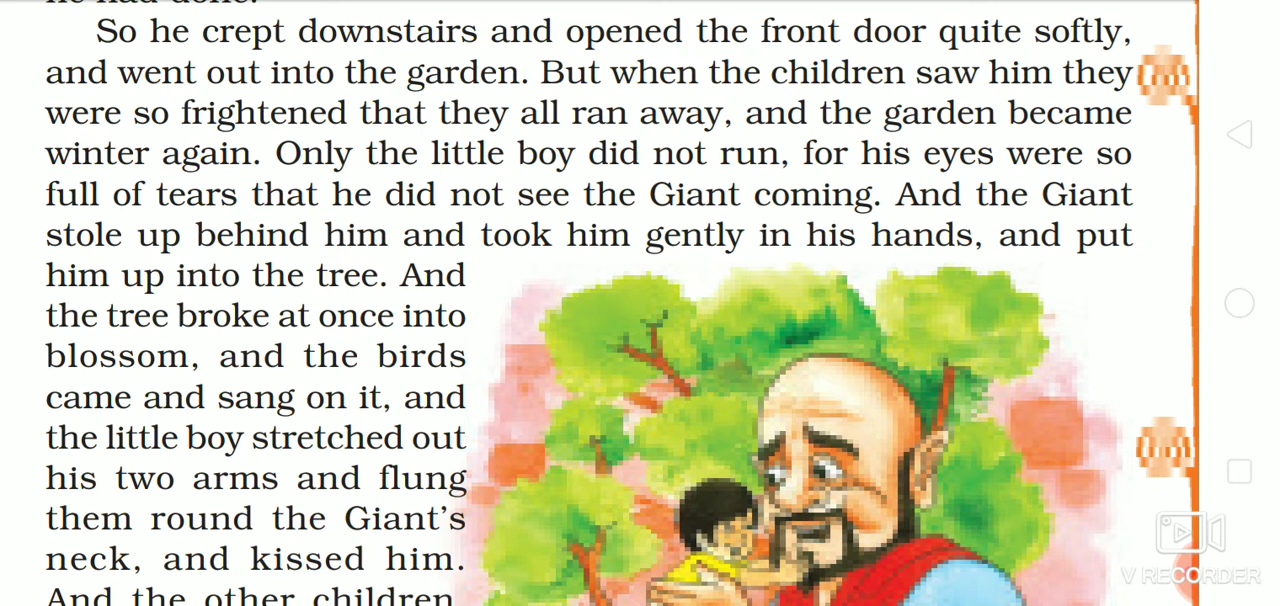 he had done.
So he crept downstairs and opened the front door quite softly,
and went out into the garden. But when the children saw him they
were so frightened that they all ran away, and the garden became
winter again. Only the little boy did not run, for his eyes were so
full of tears that he did not see the Giant coming. And the Giant
stole up behind him and took him gently in his hands, and put
him up into the tree. And
the tree broke at once into
blossom, and the birds
came and sang on it, and
the little boy stretched out
his two arms and flung
them round the Giant's
neck, and kissed him.
And the other children,
V RECORDER